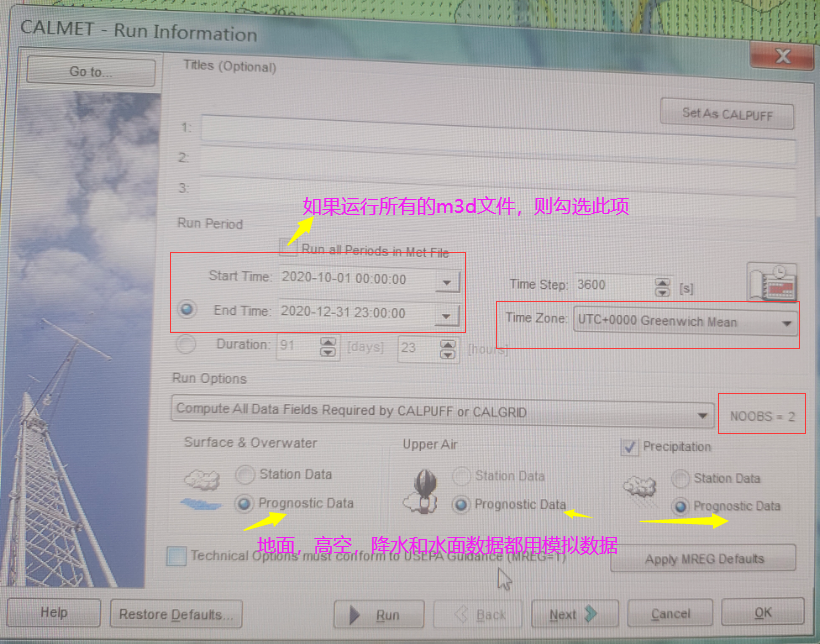 CALMET - Run Information
Go to...
Titles (Optional)
Set As CALPUFF
1:
2:
3:
如果运行所有的m3d文件，则勾选此项
Run Period
Run all Periods in Met File
Start Time: 2020-10-01 00:00:00
Time Step: 3600 [s]
End Time: 2020-12-31 23:00:00
Time Zone: UTC+0000 Greenwich Mean
Duration: 91 [days] 23 [hours]
Run Options
Compute All Data Fields Required by CALPUFF or CALGRID
NOOBS = 2
Surface & Overwater
Upper Air
Precipitation
Station Data
Station Data
Station Data
Prognostic Data
Prognostic Data
Prognostic Data
地面，高空，降水和水面数据都用模拟数据
Technical Options must conform to USEPA Guidance (MREG=1)
Apply MREG Defaults
Help
Restore Defaults...
Run
Back
Next
Cancel
OK